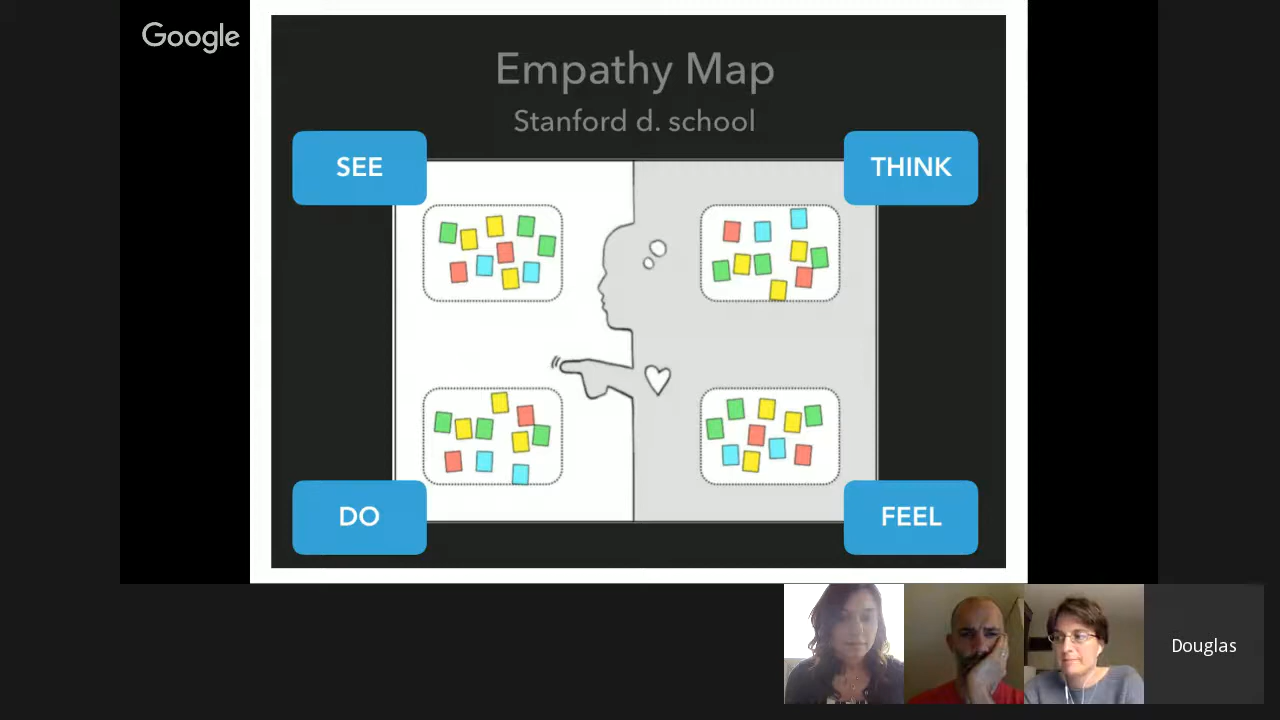 Google
Empathy Map
Stanford d. school
SEE
THINK
DO
FEEL
Douglas